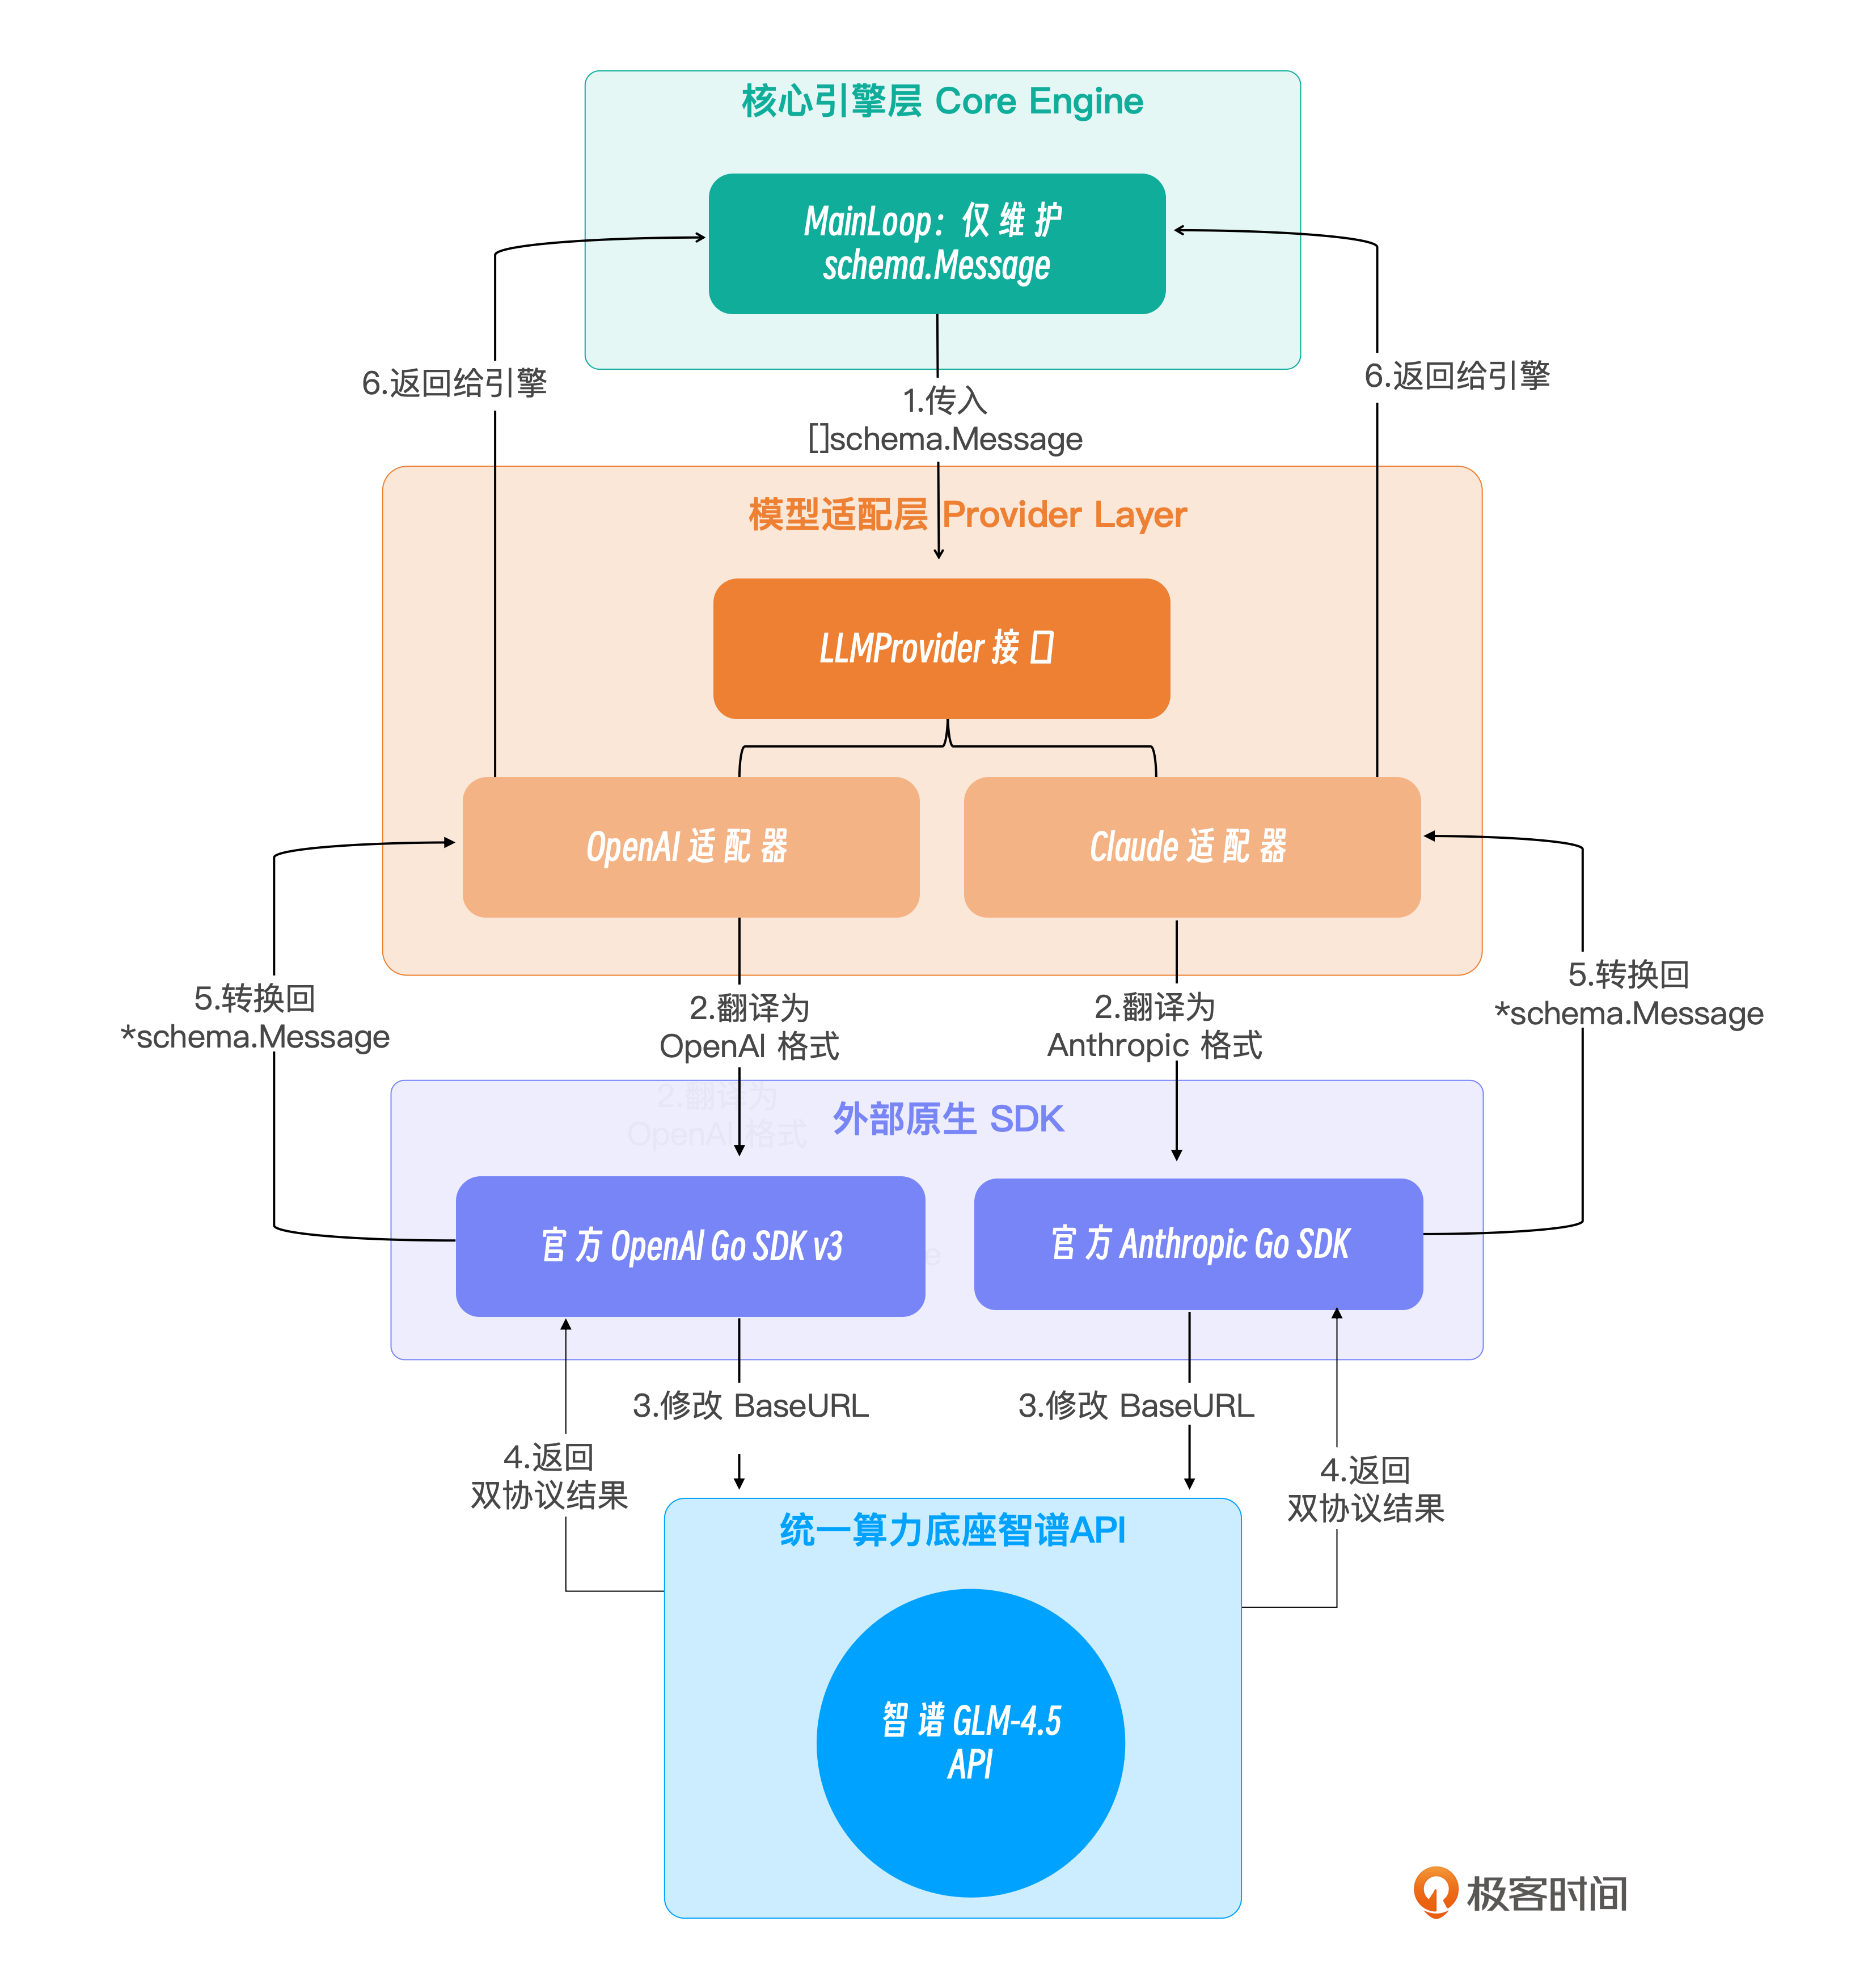 核心引擎层 Core Engine
MainLoop：仅维护
schema.Message
6.返回给引擎
6.返回给引擎
1.传入
[]schema.Message
模型适配层 Provider Layer
LLMProvider 接口
OpenAI 适配器
Claude 适配器
5.转换回
*schema.Message
2.翻译为
OpenAI 格式
2.翻译为
Anthropic 格式
5.转换回
*schema.Message
2.翻译为
OpenAI 格式
外部原生 SDK
官方 OpenAI Go SDK v3
官方 Anthropic Go SDK
3.修改 BaseURL
3.修改 BaseURL
4.返回
双协议结果
4.返回
双协议结果
统一算力底座智谱API
智谱 GLM-4.5
API
极客时间